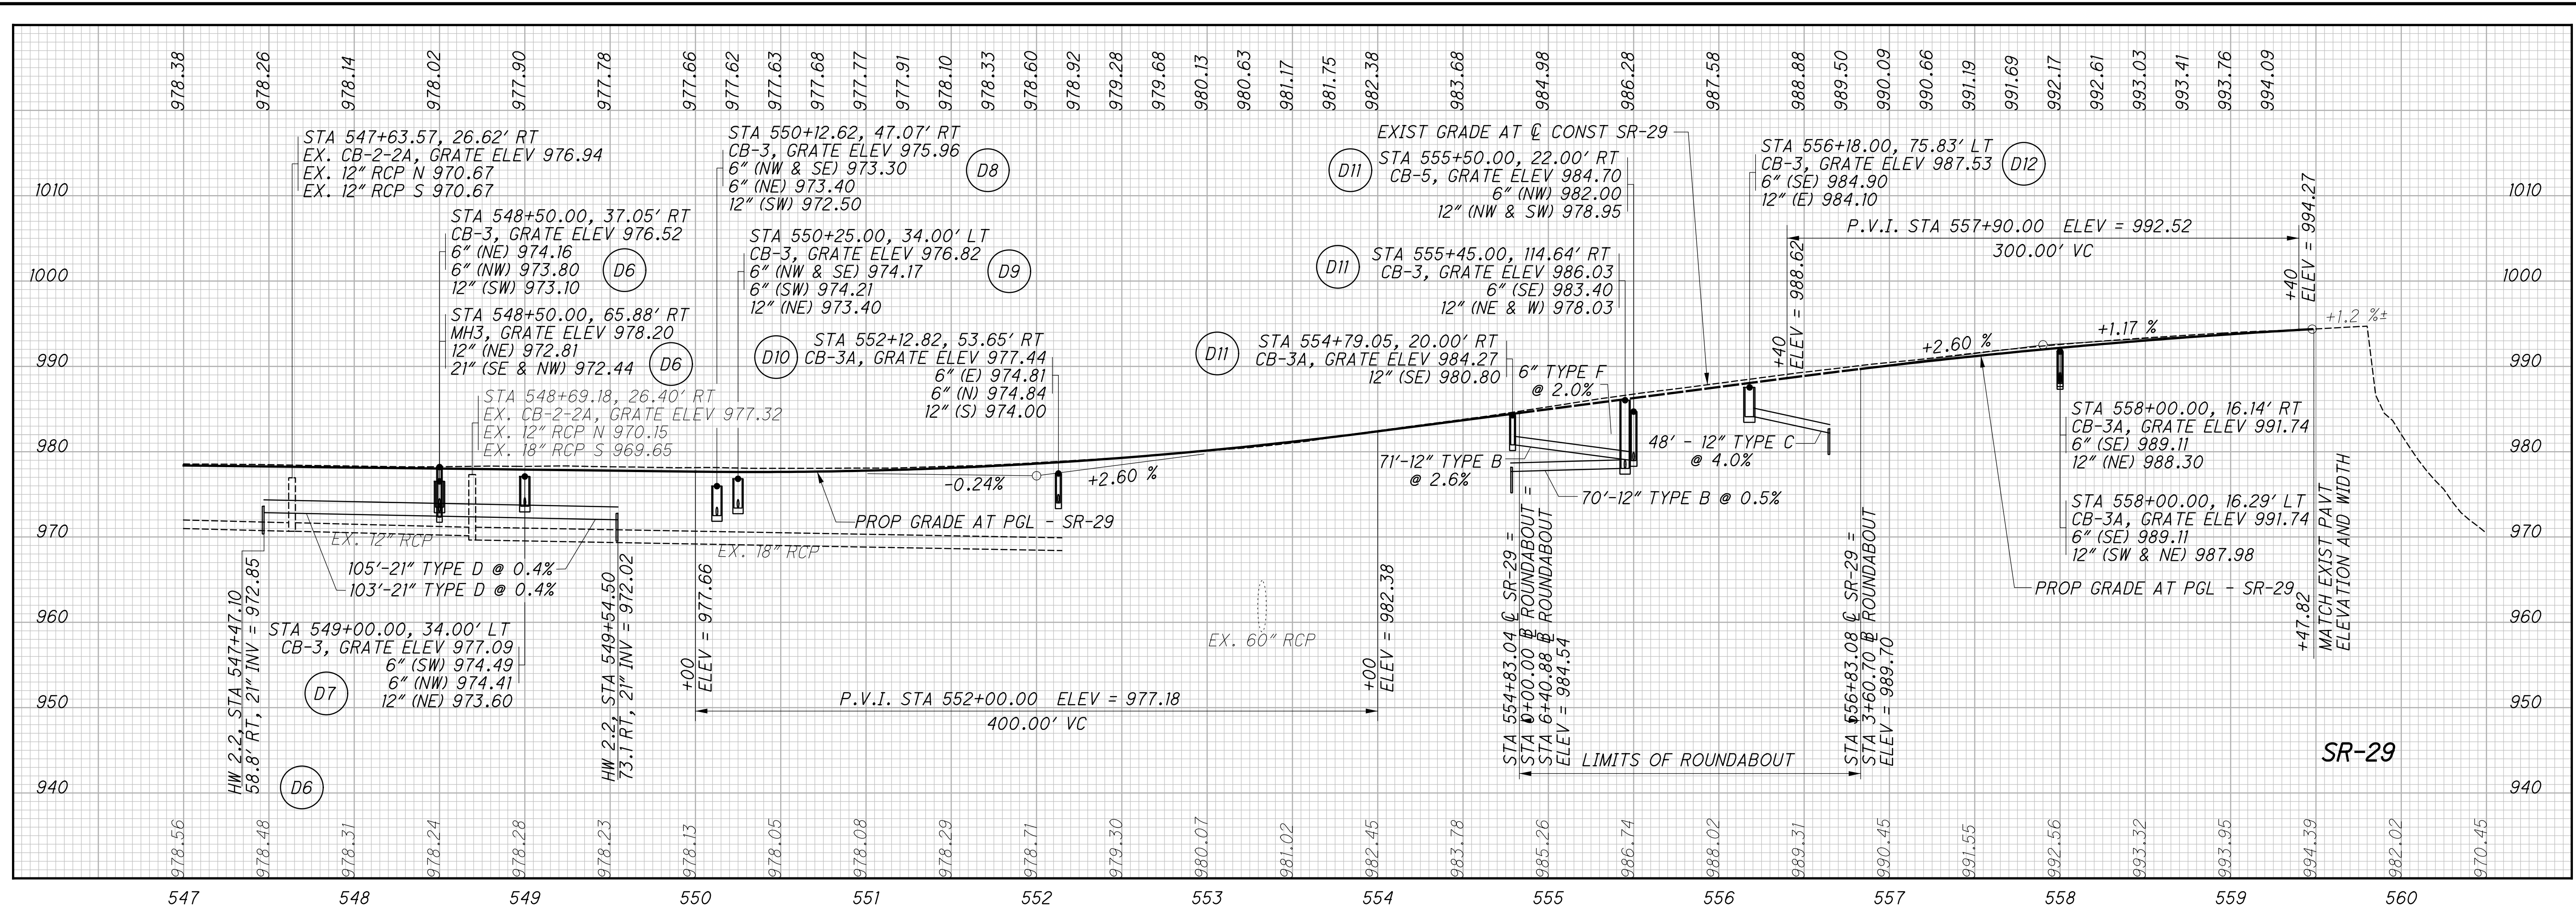 978.38 978.26 978.14 978.02 977.90 977.78 977.66 977.62 977.63 977.68 977.77 977.91 978.10 978.33 978.60 978.92 979.28 979.68 980.13 980.63 981.17 981.75 982.38 983.68 984.98 986.28 987.58 988.88 989.50 990.09 990.66 991.19 991.69 992.17 992.61 993.03 993.41 993.76 994.09
STA 547+63.57, 26.62' RT
EX. CB-2-2A, GRATE ELEV 976.94
EX. 12" RCP N 970.67
EX. 12" RCP S 970.67
STA 548+50.00, 37.05' RT
CB-3, GRATE ELEV 976.52
6" (NE) 974.16
6" (NW) 973.80
12" (SW) 973.10
D6
STA 548+50.00, 65.88' RT
MH3, GRATE ELEV 978.20
12" (NE) 972.81
21" (SE & NW) 972.44
D6
STA 548+69.18, 26.40' RT
EX. CB-2-2A, GRATE ELEV 977.32
EX. 12" RCP N 970.15
EX. 18" RCP S 969.65
STA 550+12.62, 47.07' RT
CB-3, GRATE ELEV 975.96
6" (NW & SE) 973.30
6" (NE) 973.40
12" (SW) 972.50
D8
STA 550+25.00, 34.00' LT
CB-3, GRATE ELEV 976.82
6" (NW & SE) 974.17
6" (SW) 974.21
12" (NE) 973.40
D9
STA 552+12.82, 53.65' RT
CB-3A, GRATE ELEV 977.44
6" (E) 974.81
6" (N) 974.84
12" (S) 974.00
D10
EXIST GRADE AT ℄ CONST SR-29
STA 555+50.00, 22.00' RT
CB-5, GRATE ELEV 984.70
6" (NW) 982.00
12" (NW & SW) 978.95
D11
STA 555+45.00, 114.64' RT
CB-3, GRATE ELEV 986.03
6" (SE) 983.40
12" (NE & W) 978.03
D11
STA 554+79.05, 20.00' RT
CB-3A, GRATE ELEV 984.27
12" (SE) 980.80
D11
6" TYPE F
@ 2.0%
STA 556+18.00, 75.83' LT
CB-3, GRATE ELEV 987.53
6" (SE) 984.90
12" (E) 984.10
D12
P.V.I. STA 557+90.00 ELEV = 992.52
300.00' VC
+40
ELEV = 988.62
+40
ELEV = 994.27
+2.60 %
+1.17 %
+1.2 %±
1010 1010
1000 1000
990 990
980 980
970 970
960 960
950 950
940 940
71'-12" TYPE B
@ 2.6%
48' - 12" TYPE C
@ 4.0%
70'-12" TYPE B @ 0.5%
-0.24%
+2.60 %
PROP GRADE AT PGL - SR-29
EX. 12" RCP
EX. 18" RCP
105'-21" TYPE D @ 0.4%
103'-21" TYPE D @ 0.4%
STA 558+00.00, 16.14' RT
CB-3A, GRATE ELEV 991.74
6" (SE) 989.11
12" (NE) 988.30
STA 558+00.00, 16.29' LT
CB-3A, GRATE ELEV 991.74
6" (SE) 989.11
12" (SW & NE) 987.98
PROP GRADE AT PGL - SR-29
STA 549+00.00, 34.00' LT
CB-3, GRATE ELEV 977.09
6" (SW) 974.49
6" (NW) 974.41
12" (NE) 973.60
D7
HW 2.2, STA 547+47.10
58.8' RT, 21" INV = 972.85
D6
HW 2.2, STA 549+54.50
73.1 RT, 21" INV = 972.02
+00
ELEV = 977.66
P.V.I. STA 552+00.00 ELEV = 977.18
400.00' VC
+00
ELEV = 982.38
EX. 60" RCP
STA 554+83.04 ℄ SR-29 =
STA 0+00.00 ROUNDABOUT =
STA 6+40.88 ROUNDABOUT
ELEV = 984.54
STA 556+83.08 ℄ SR-29 =
STA 3+60.70 ROUNDABOUT
ELEV = 989.70
LIMITS OF ROUNDABOUT
+47.82
MATCH EXIST PAVT
ELEVATION AND WIDTH
SR-29
978.56 978.48 978.31 978.24 978.28 978.23 978.13 978.05 978.08 978.29 978.71 979.30 980.07 981.02 982.45 983.78 985.26 986.74 988.02 989.31 990.45 991.55 992.56 993.32 993.95 994.39 982.02 970.45
547 548 549 550 551 552 553 554 555 556 557 558 559 560